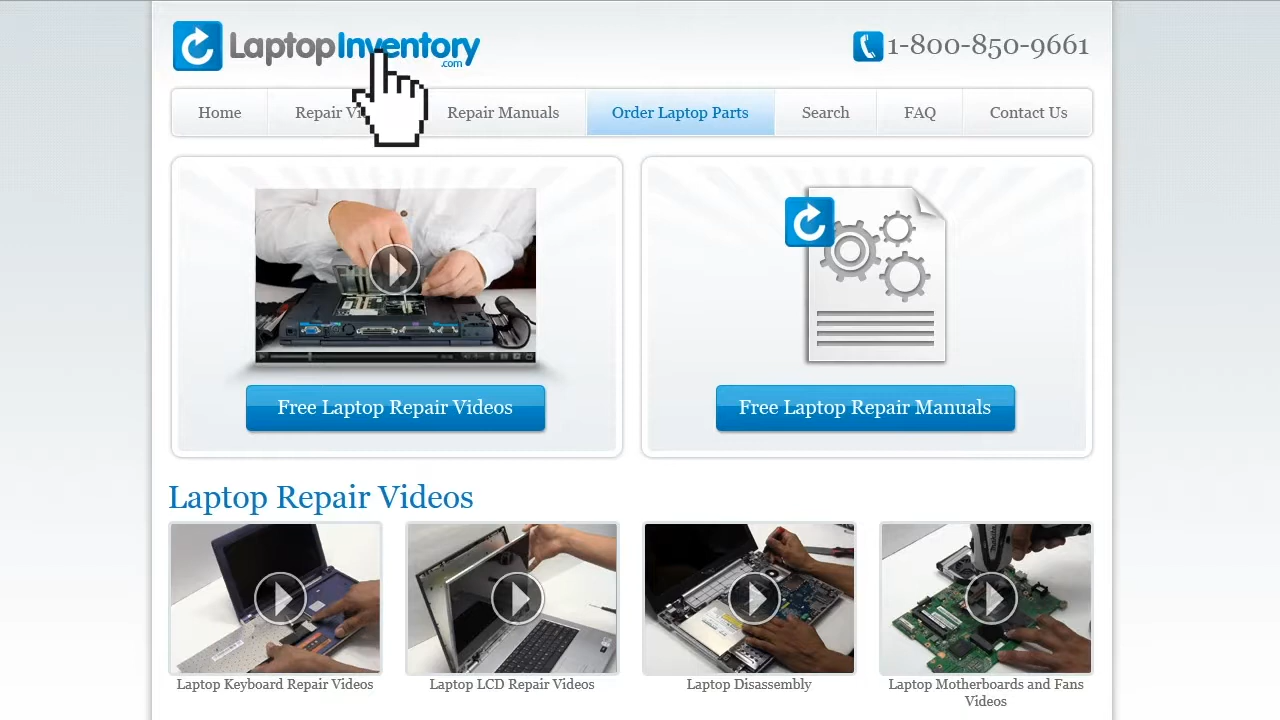 LaptopInventory
.com
1-800-850-9661
Home
Repair Vi
Repair Manuals
Order Laptop Parts
Search
FAQ
Contact Us
Free Laptop Repair Videos
Free Laptop Repair Manuals
Laptop Repair Videos
Laptop Keyboard Repair Videos
Laptop LCD Repair Videos
Laptop Disassembly
Laptop Motherboards and Fans
Videos